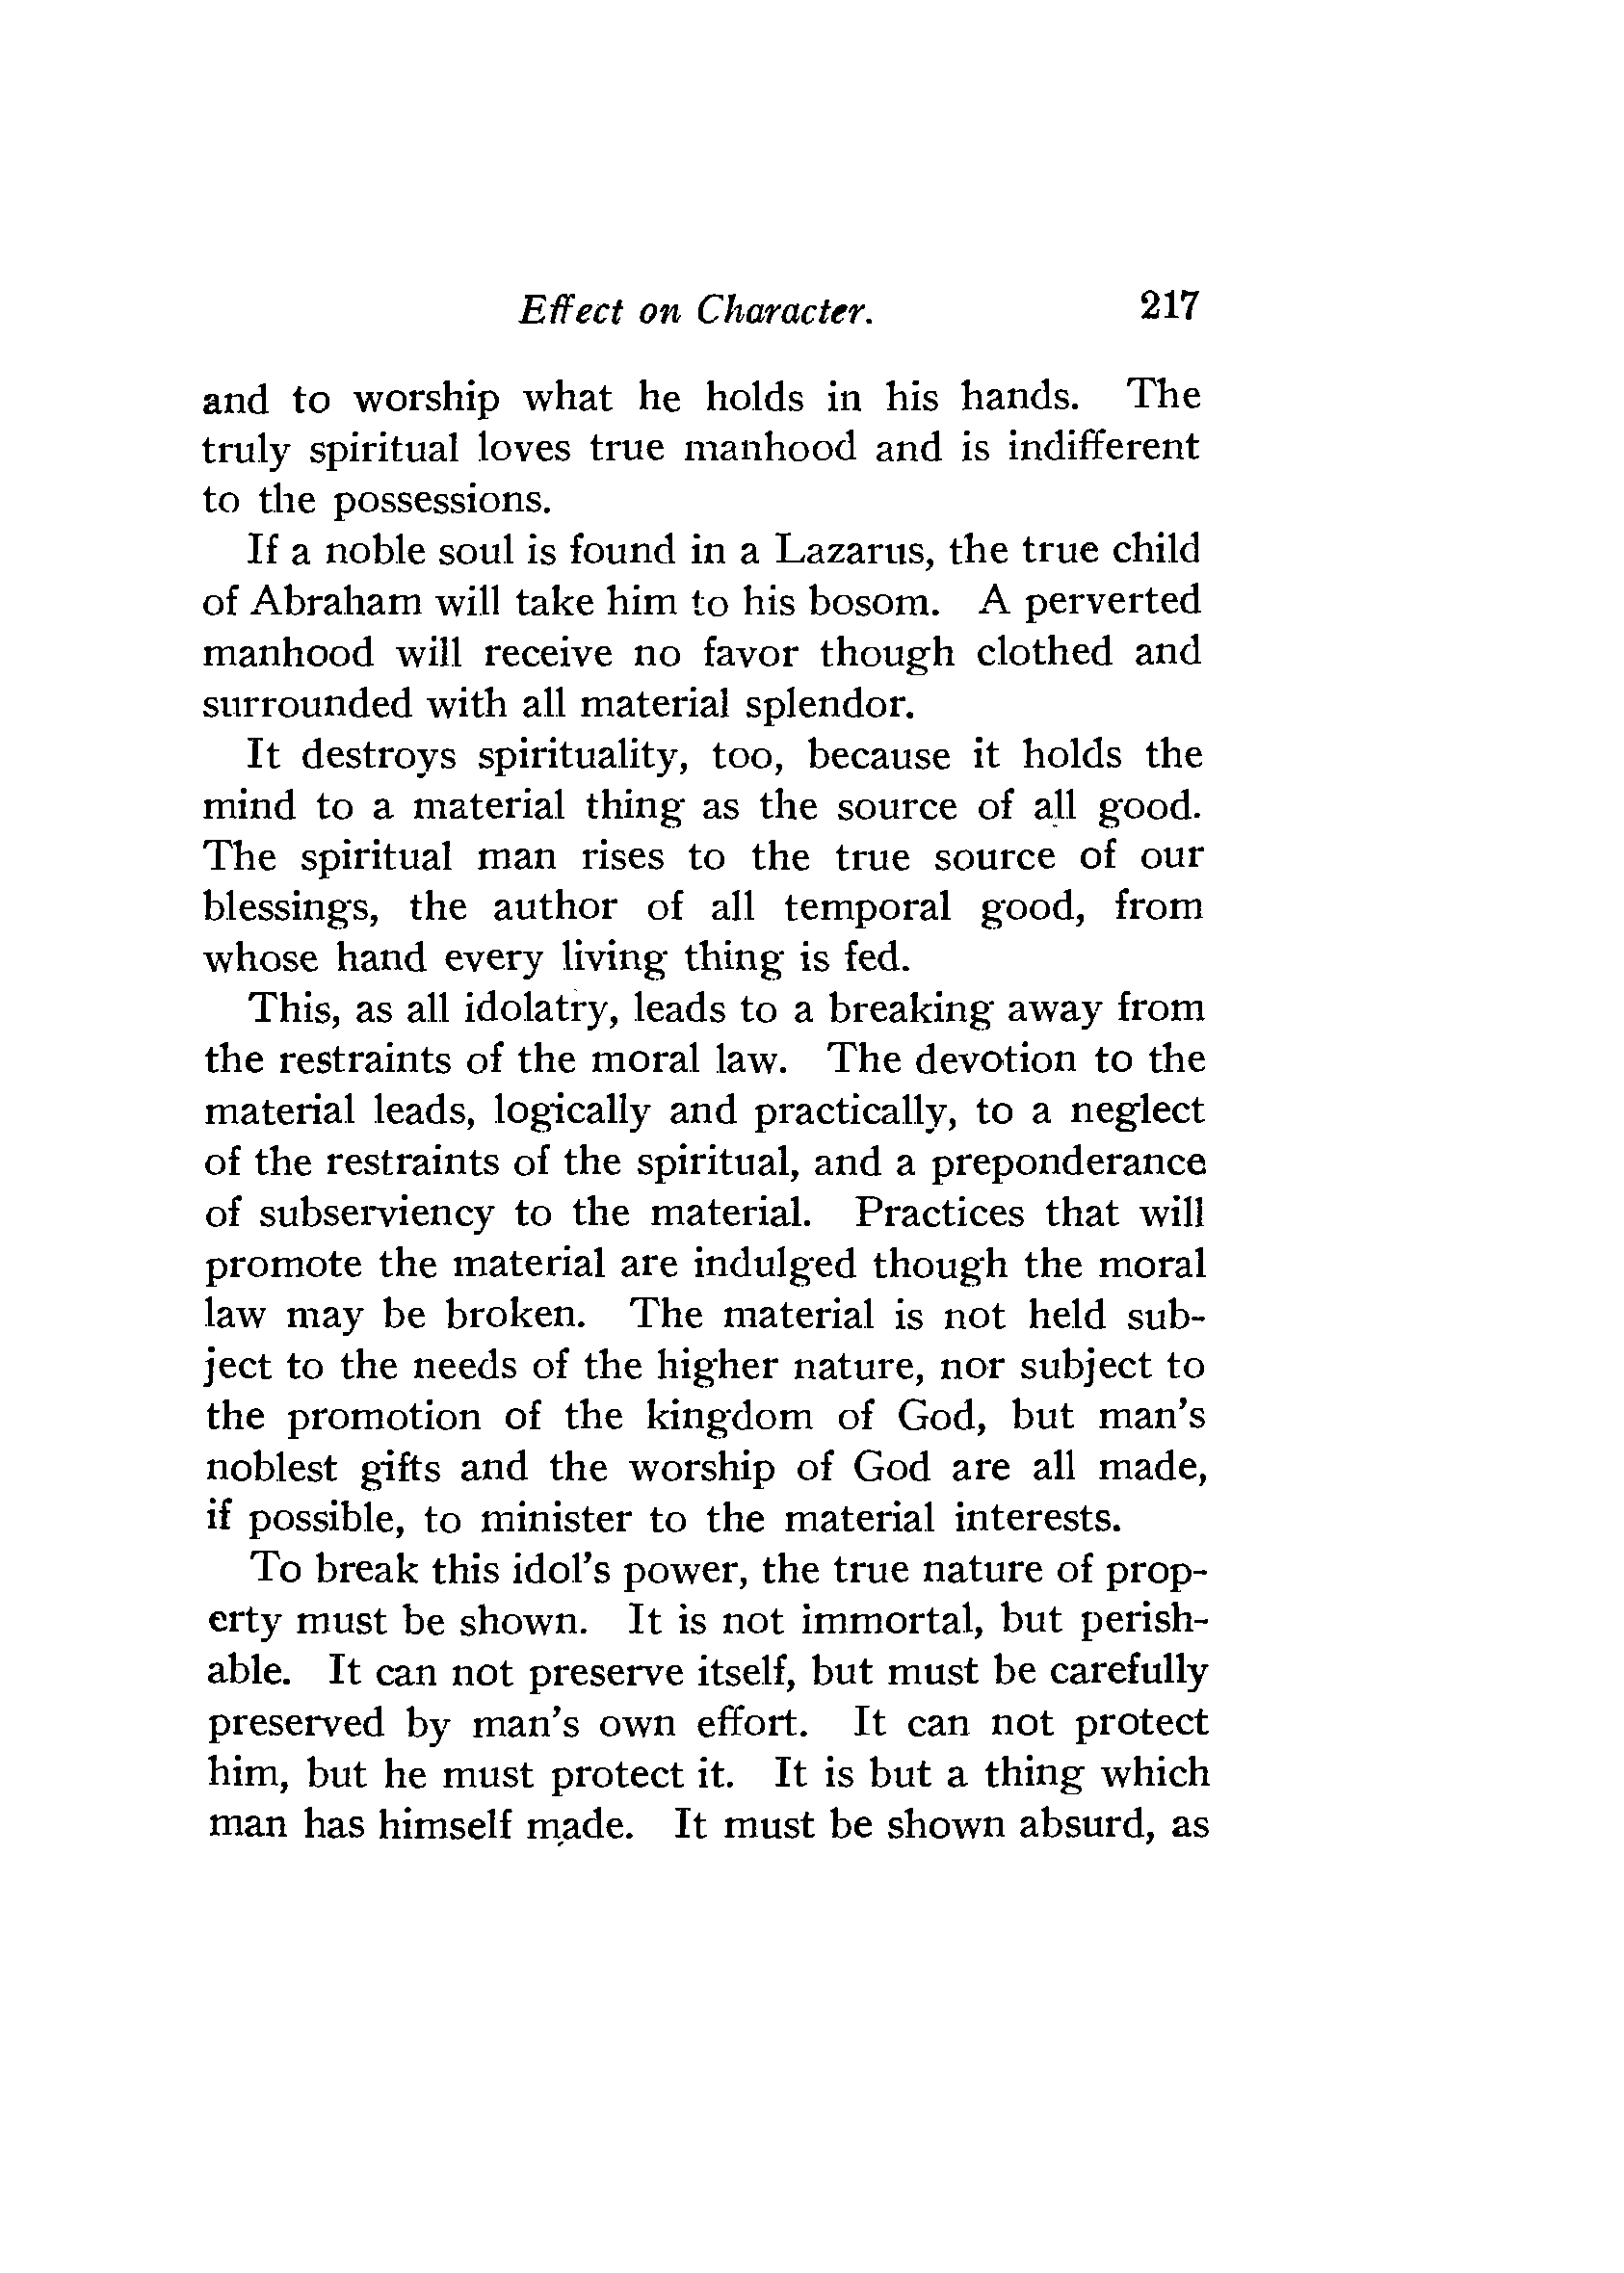 Effect on Character. 217
and to worship what he holds in his hands. The
truly spiritual loves true manhood and is indifferent
to the possessions.
If a noble soul is found in a Lazarus, the true child
of Abraham will take him to his bosom. A perverted
manhood will receive no favor though clothed and
surrounded with all material splendor.
It destroys spirituality, too, because it holds the
mind to a material thing as the source of all good.
The spiritual man rises to the true source of our
blessings, the author of all temporal good, from
whose hand every living thing is fed.
This, as all idolatry, leads to a breaking away from
the restraints of the moral law. The devotion to the
material leads, logically and practically, to a neglect
of the restraints of the spiritual, and a preponderance
of subserviency to the material. Practices that will
promote the material are indulged though the moral
law may be broken. The material is not held sub-
ject to the needs of the higher nature, nor subject to
the promotion of the kingdom of God, but man's
noblest gifts and the worship of God are all made,
if possible, to minister to the material interests.
To break this idol's power, the true nature of prop-
erty must be shown. It is not immortal, but perish-
able. It can not preserve itself, but must be carefully
preserved by man's own effort. It can not protect
him, but he must protect it. It is but a thing which
man has himself made. It must be shown absurd, as